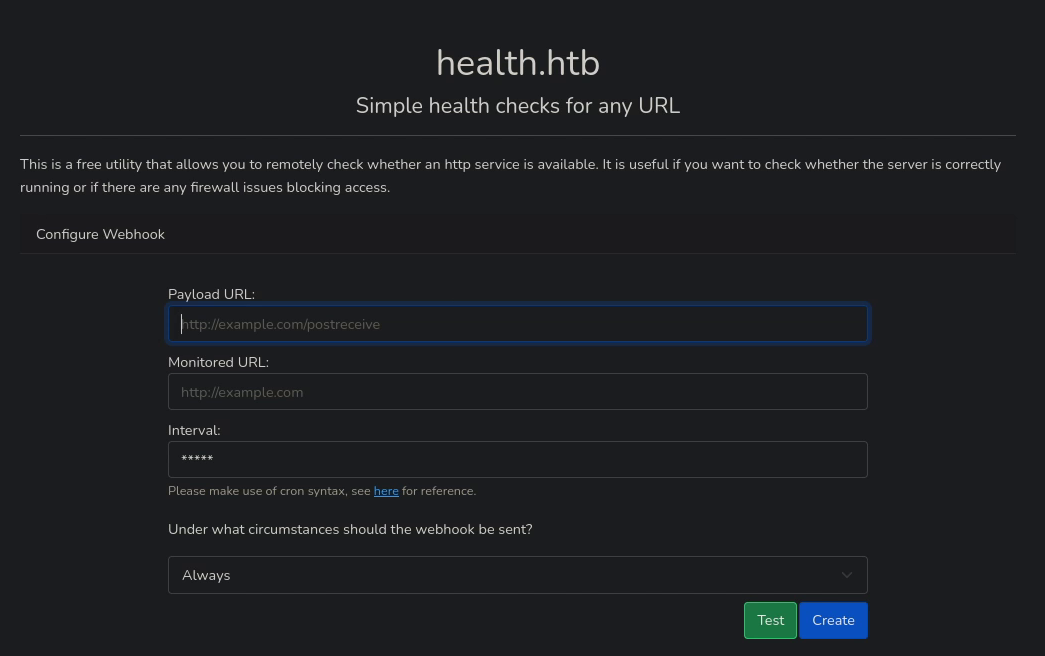 health.htb
Simple health checks for any URL
This is a free utility that allows you to remotely check whether an http service is available. It is useful if you want to check whether the server is correctly
running or if there are any firewall issues blocking access.
Configure Webhook
Payload URL:
http://example.com/postreceive
Monitored URL:
http://example.com
Interval:
*****
Please make use of cron syntax, see here for reference.
Under what circumstances should the webhook be sent?
Always
Test Create